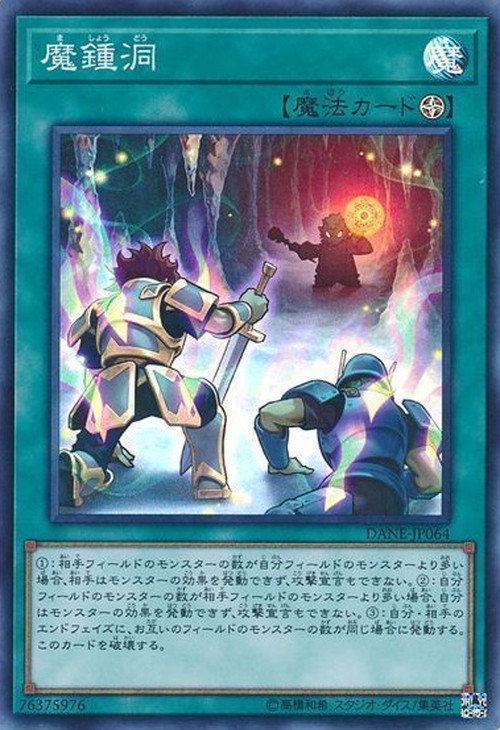 魔鍾洞
魔
【魔法カード】
DANE-JP064
①:相手フィールドのモンスターの数が自分フィールドのモンスターより多い
場合、相手はモンスターの効果を発動できず、攻撃宣言もできない。②:自分
フィールドのモンスターの数が相手フィールドのモンスターより多い場合、自分
はモンスターの効果を発動できず、攻撃宣言もできない。③:自分・相手の
エンドフェイズに、お互いのフィールドのモンスターの数が同じ場合に発動する。
このカードを破壊する。
76375976
©高橋和希 スタジオ・ダイス/集英社